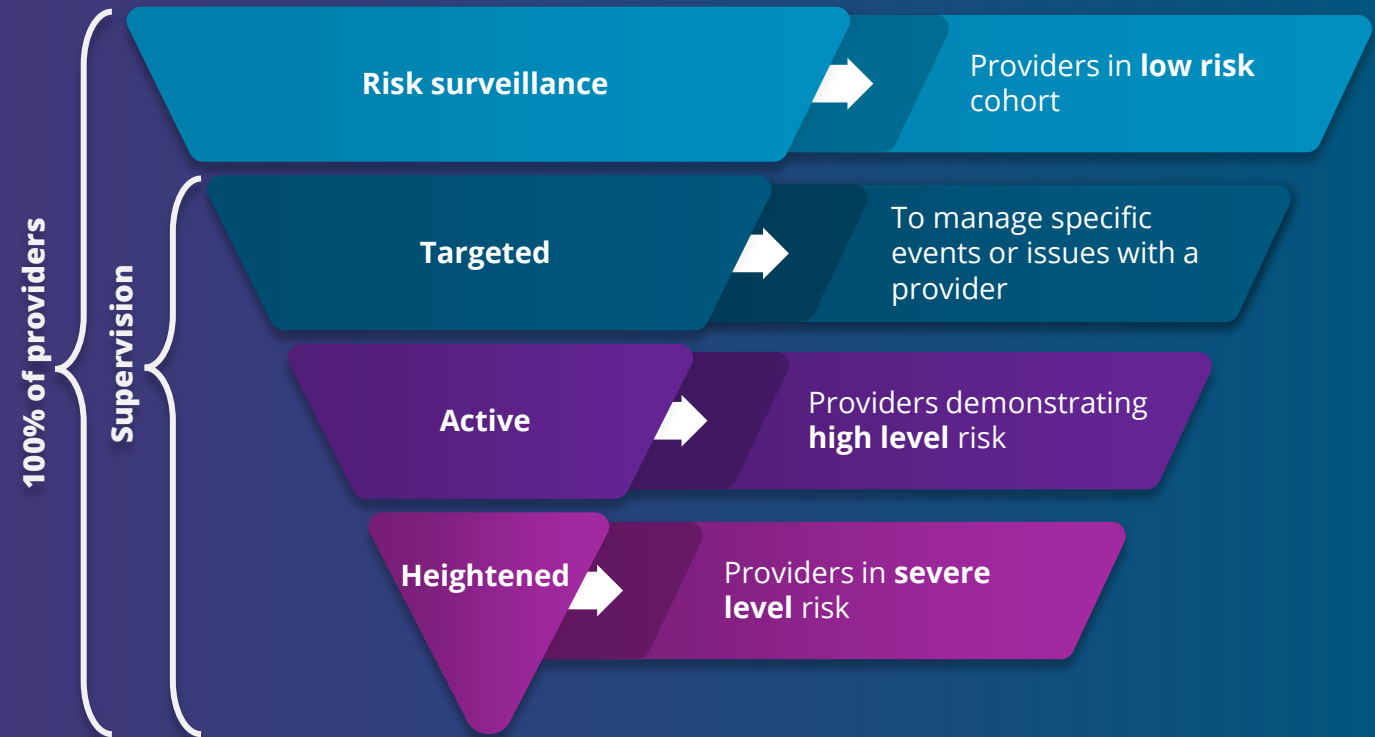 100% of providers
Supervision
Risk surveillance
Providers in low risk
cohort
Targeted
To manage specific
events or issues with a
provider
Active
Providers demonstrating
high level risk
Heightened
Providers in severe
level risk